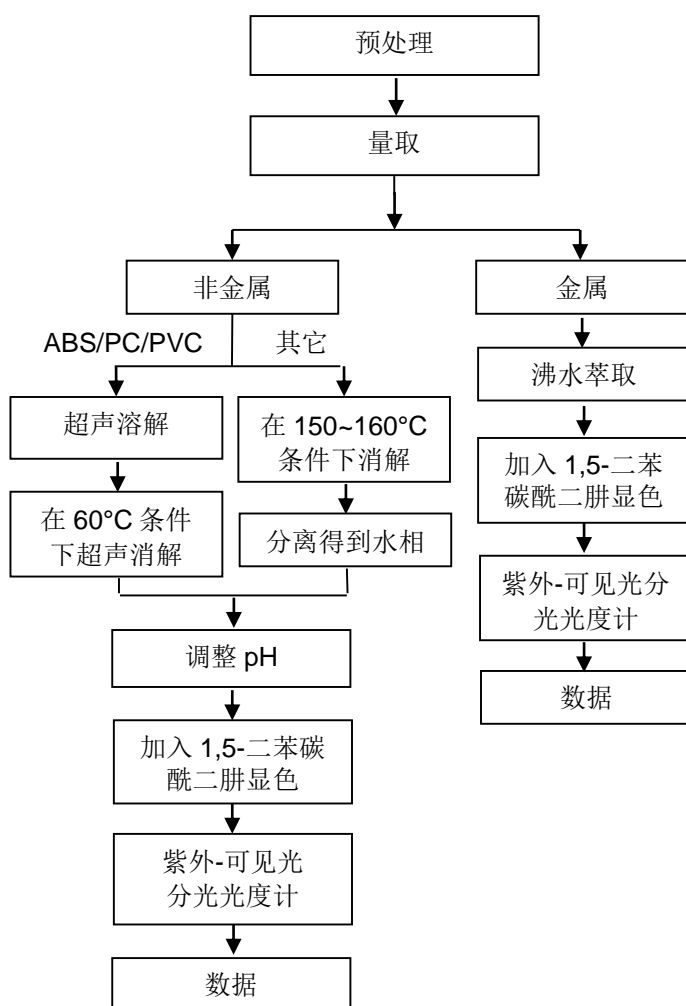 预处理
量取
非金属
金属
ABS/PC/PVC
其它
沸水萃取
超声溶解
在 150~160°C
条件下消解
加入 1,5-二苯
碳酰二肼显色
在 60°C 条件
下超声消解
分离得到水相
紫外-可见光分
光光度计
调整 pH
数据
加入 1,5-二苯碳
酰二肼显色
紫外-可见光
分光光度计
数据